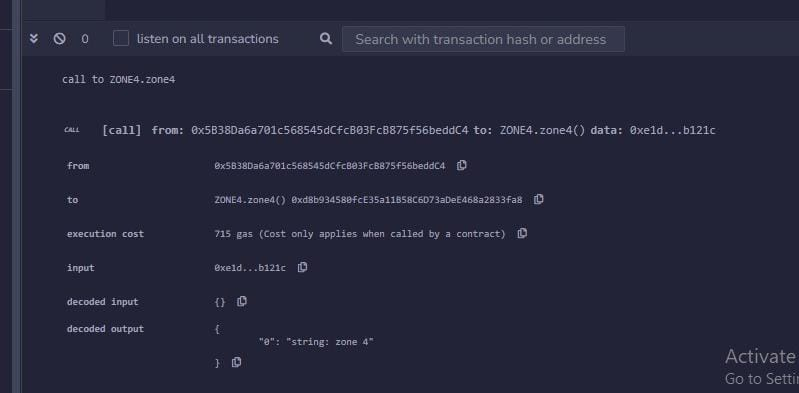 0 listen on all transactions Search with transaction hash or address
call to ZONE4.zone4
CALL [call] from: 0x5B38Da6a701c568545dCfcB03FcB875f56beddC4 to: ZONE4.zone4() data: 0xe1d...b121c
from 0x5B38Da6a701c568545dCfcB03FcB875f56beddC4
to ZONE4.zone4() 0xd8b934580fcE35a11B58C6D73aDeE468a2833fa8
execution cost 715 gas (Cost only applies when called by a contract)
input 0xe1d...b121c
decoded input {}
decoded output {
"0": "string: zone 4"
}
Activate
Go to Setti